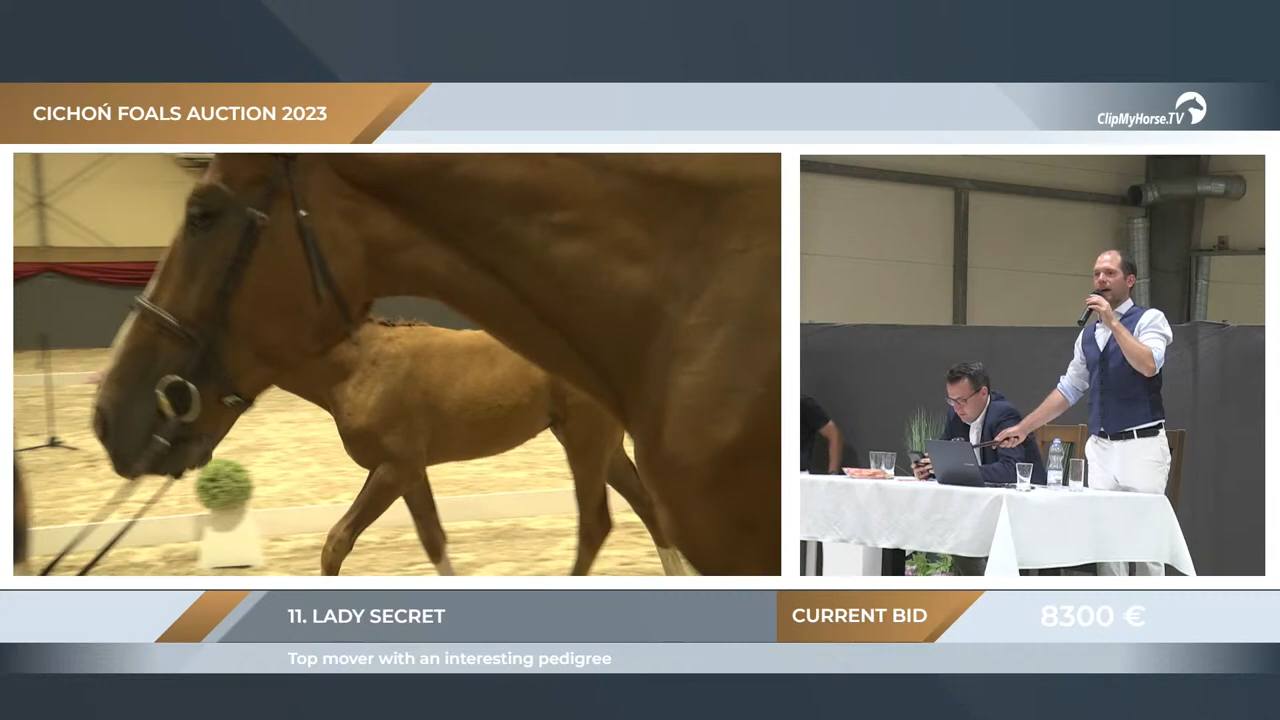 CICHOŃ FOALS AUCTION 2023
ClipMyHorse.TV
11. LADY SECRET
CURRENT BID
8300 €
Top mover with an interesting pedigree